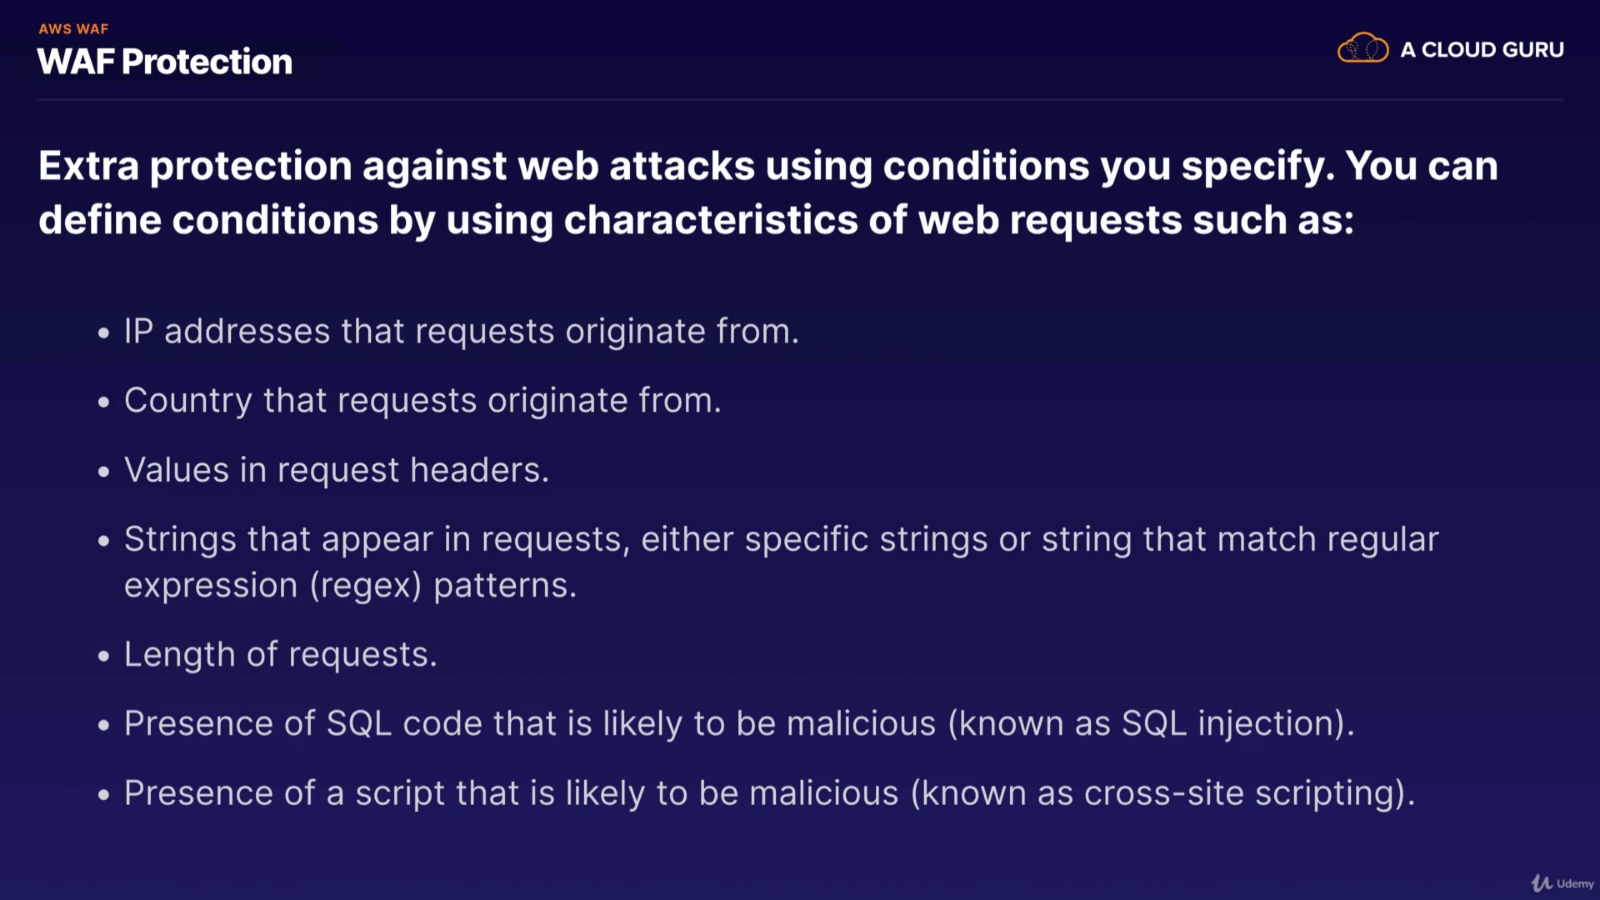 AWS WAF
WAF Protection
A CLOUD GURU
Extra protection against web attacks using conditions you specify. You can
define conditions by using characteristics of web requests such as:
• IP addresses that requests originate from.
• Country that requests originate from.
• Values in request headers.
• Strings that appear in requests, either specific strings or string that match regular
expression (regex) patterns.
• Length of requests.
• Presence of SQL code that is likely to be malicious (known as SQL injection).
• Presence of a script that is likely to be malicious (known as cross-site scripting).
Udemy